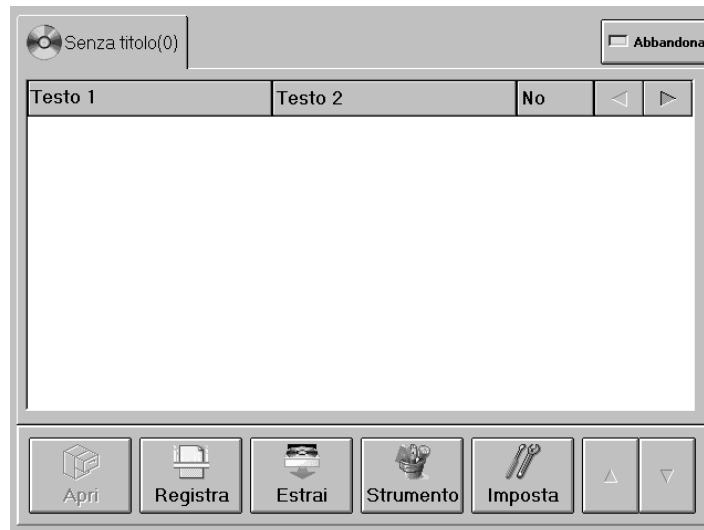 Senza titolo(0)
Abbandona
Testo 1 Testo 2 No
Apri Registra Estrai Strumento Imposta